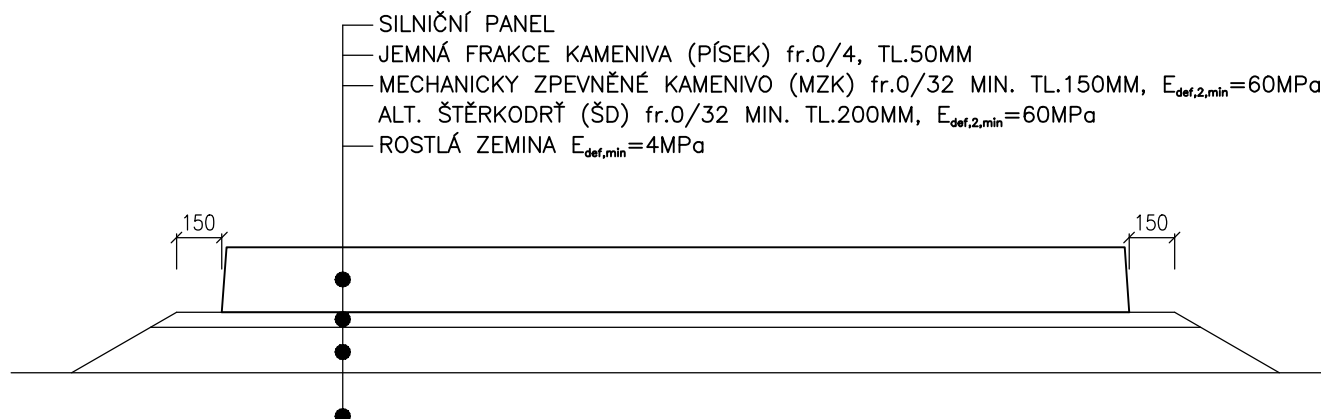 SILNIČNÍ PANEL
JEMNÁ FRAKCE KAMENIVA (PÍSEK) fr.0/4, TL.50MM
MECHANICKY ZPEVNĚNÉ KAMENIVO (MZK) fr.0/32 MIN. TL.150MM, Edef,2,min=60MPa
ALT. ŠTĚRKODRŤ (ŠD) fr.0/32 MIN. TL.200MM, Edef,2,min=60MPa
ROSTLÁ ZEMINA Edef,min=4MPa
150
150